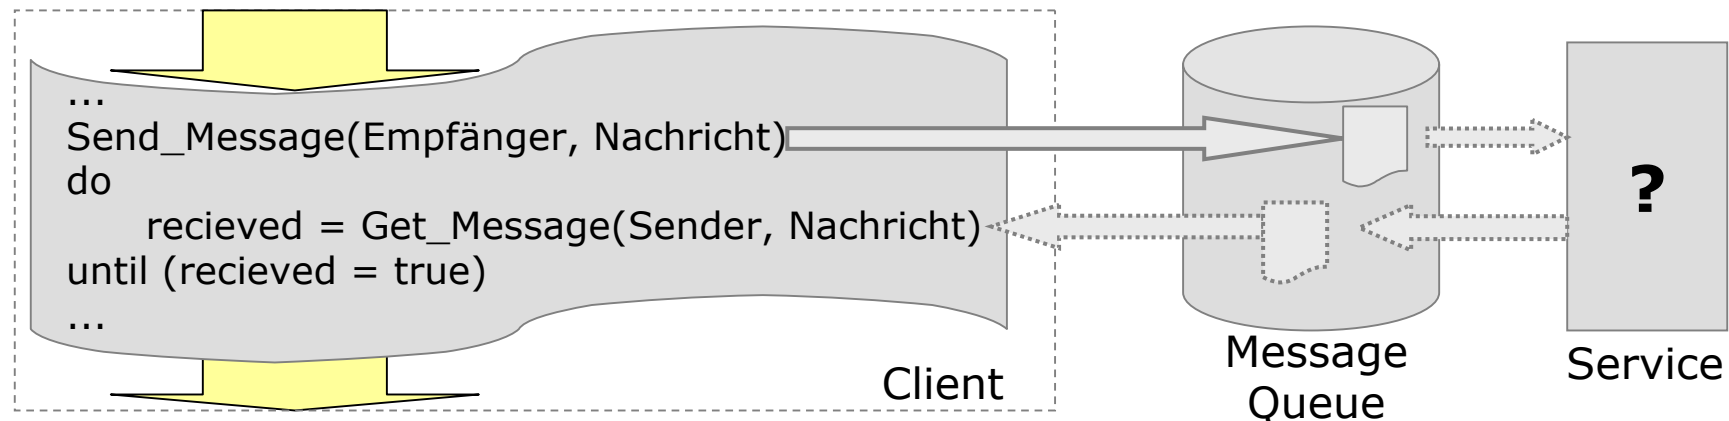 ...
Send_Message(Empfänger, Nachricht)
do
recieved = Get_Message(Sender, Nachricht)
until (recieved = true)
...
Client
Message
Queue
?
Service